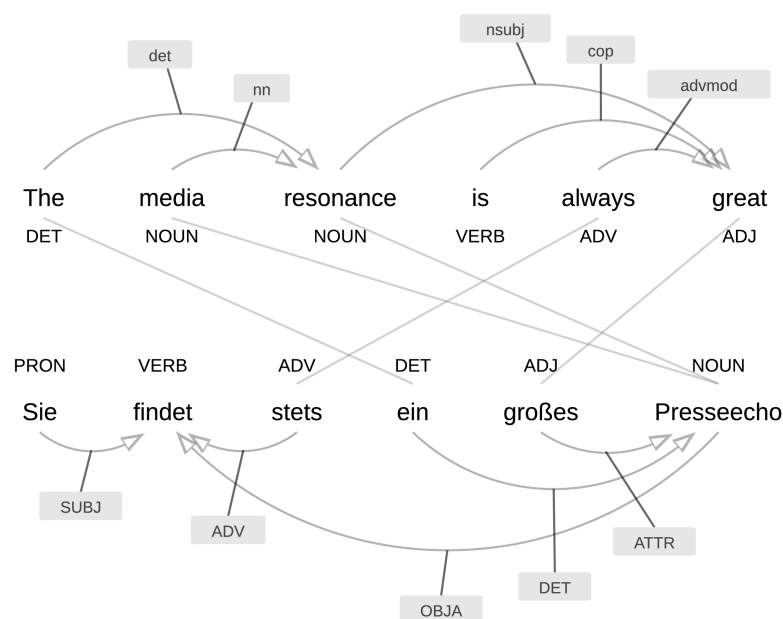 nsubj
det
cop
nn
advmod
The media resonance is always great
DET NOUN NOUN VERB ADV ADJ
PRON VERB ADV DET ADJ NOUN
Sie findet stets ein großes Presseecho
SUBJ
ADV
ATTR
DET
OBJA